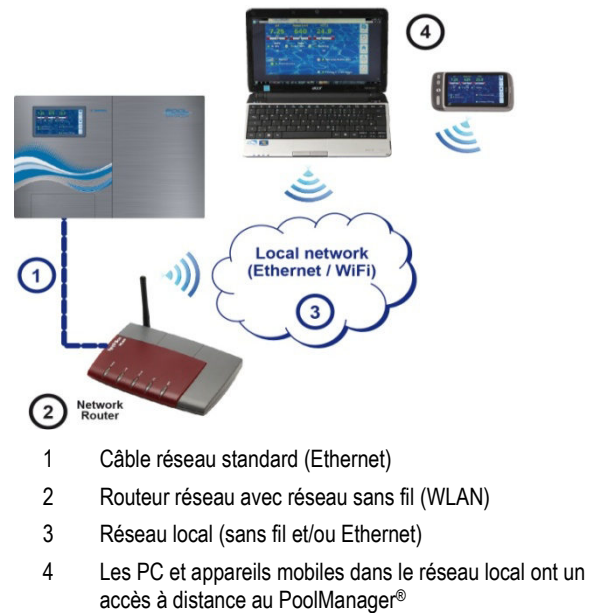 4
1
Local network
(Ethernet / WiFi)
3
2
Network
Router
1 Câble réseau standard (Ethernet)
2 Routeur réseau avec réseau sans fil (WLAN)
3 Réseau local (sans fil et/ou Ethernet)
4 Les PC et appareils mobiles dans le réseau local ont un
accès à distance au PoolManager®